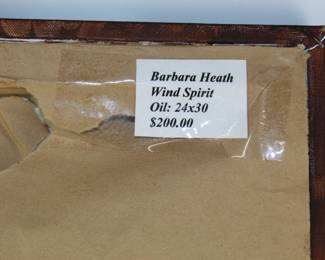 Barbara Heath
Wind Spirit
Oil: 24x30
$200.00